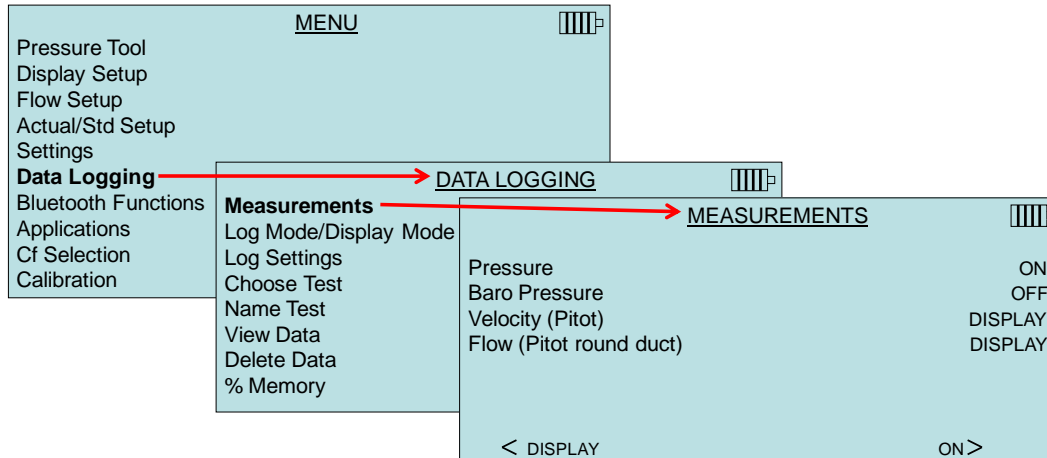 MENU
Pressure Tool
Display Setup
Flow Setup
Actual/Std Setup
Settings
Data Logging
Bluetooth Functions
Applications
Cf Selection
Calibration
DATA LOGGING
Measurements
Log Mode/Display Mode
Log Settings
Choose Test
Name Test
View Data
Delete Data
% Memory
MEASUREMENTS
Pressure ON
Baro Pressure OFF
Velocity (Pitot) DISPLAY
Flow (Pitot round duct) DISPLAY
< DISPLAY ON >